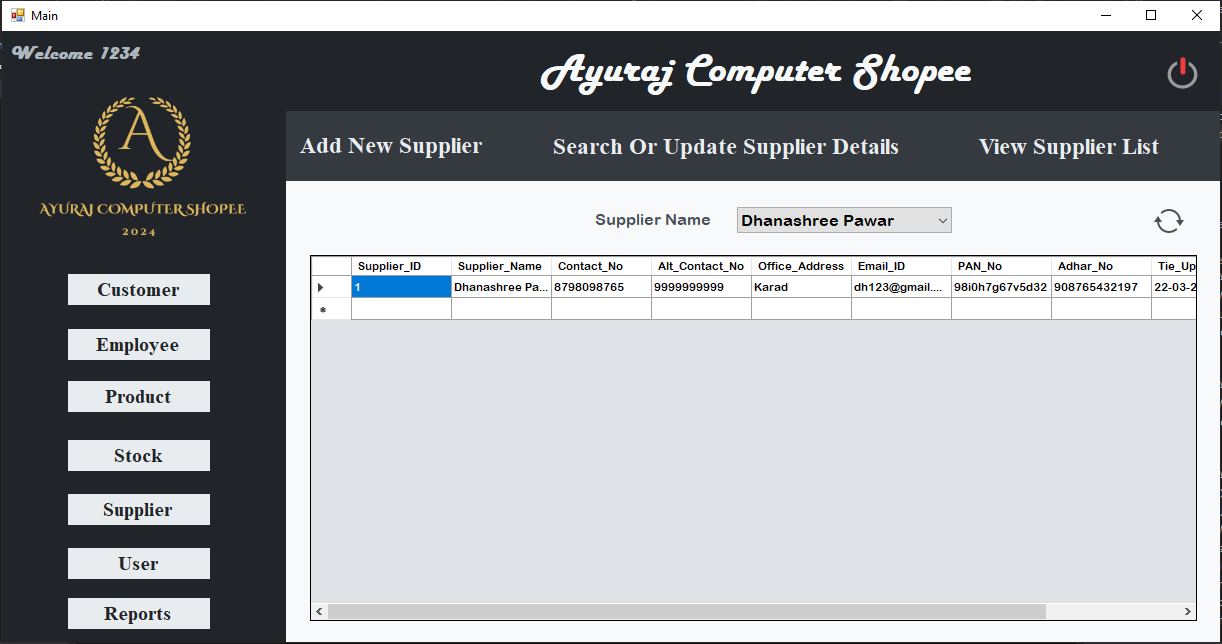 Main
Welcome 1234
Ayuraj Computer Shopee
A
AYURAJ COMPUTER SHOPEE
2024
Add New Supplier Search Or Update Supplier Details View Supplier List
Supplier Name Dhanashree Pawar
Supplier_ID Supplier_Name Contact_No Alt_Contact_No Office_Address Email_ID PAN_No Adhar_No Tie_Up
1 Dhanashree Pa... 8798098765 9999999999 Karad dh123@gmail.... 98i0h7g67v5d32 908765432197 22-03-2
Customer
Employee
Product
Stock
Supplier
User
Reports